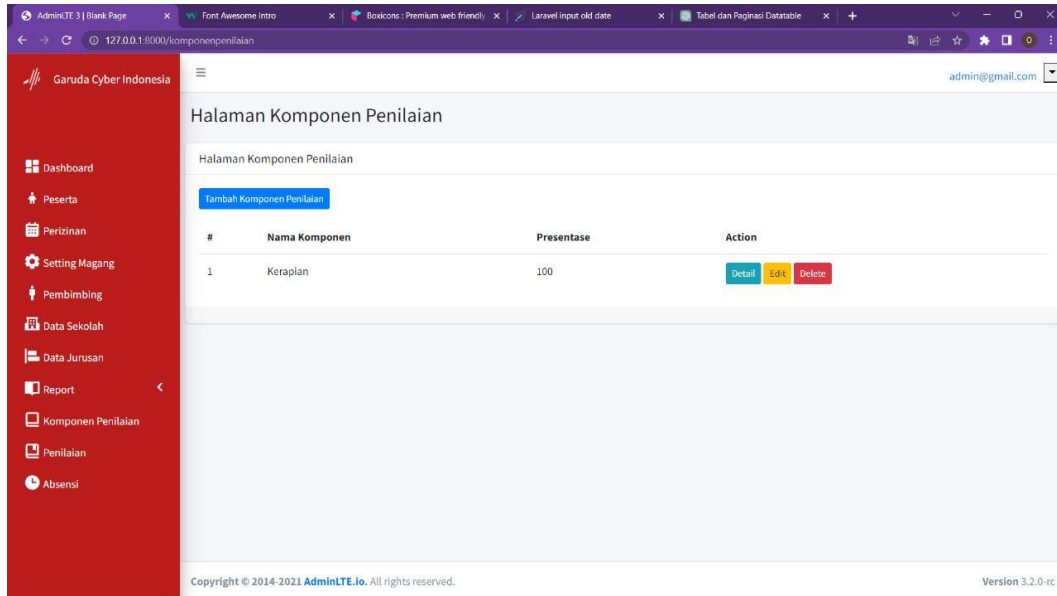 AdminLTE 3 | Blank Page
Font Awesome Intro
Boxicons : Premium web friendly
Laravel input old date
Tabel dan Paginasi Datatable
127.0.0.1:8000/komponenpenilaian
Garuda Cyber Indonesia
admin@gmail.com
Dashboard
Peserta
Perizinan
Setting Magang
Pembimbing
Data Sekolah
Data Jurusan
Report
Komponen Penilaian
Penilaian
Absensi
Halaman Komponen Penilaian
Halaman Komponen Penilaian
Tambah Komponen Penilaian
# Nama Komponen Presentase Action
1 Kerapian 100 Detail Edit Delete
Copyright © 2014-2021 AdminLTE.io. All rights reserved. Version 3.2.0-rc